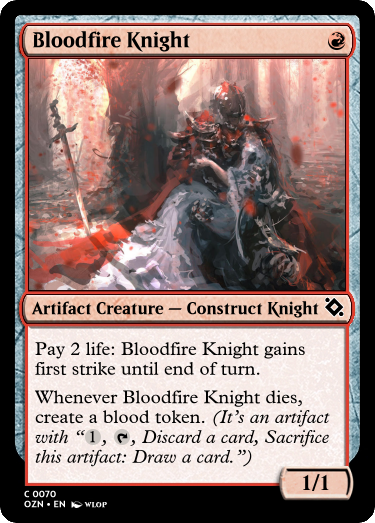 Bloodfire Knight
Artifact Creature — Construct Knight
Pay 2 life: Bloodfire Knight gains
first strike until end of turn.
Whenever Bloodfire Knight dies,
create a blood token. (It's an artifact
with “1, , Discard a card, Sacrifice
this artifact: Draw a card.”)
1/1
C 0070
OZN • EN WLOP